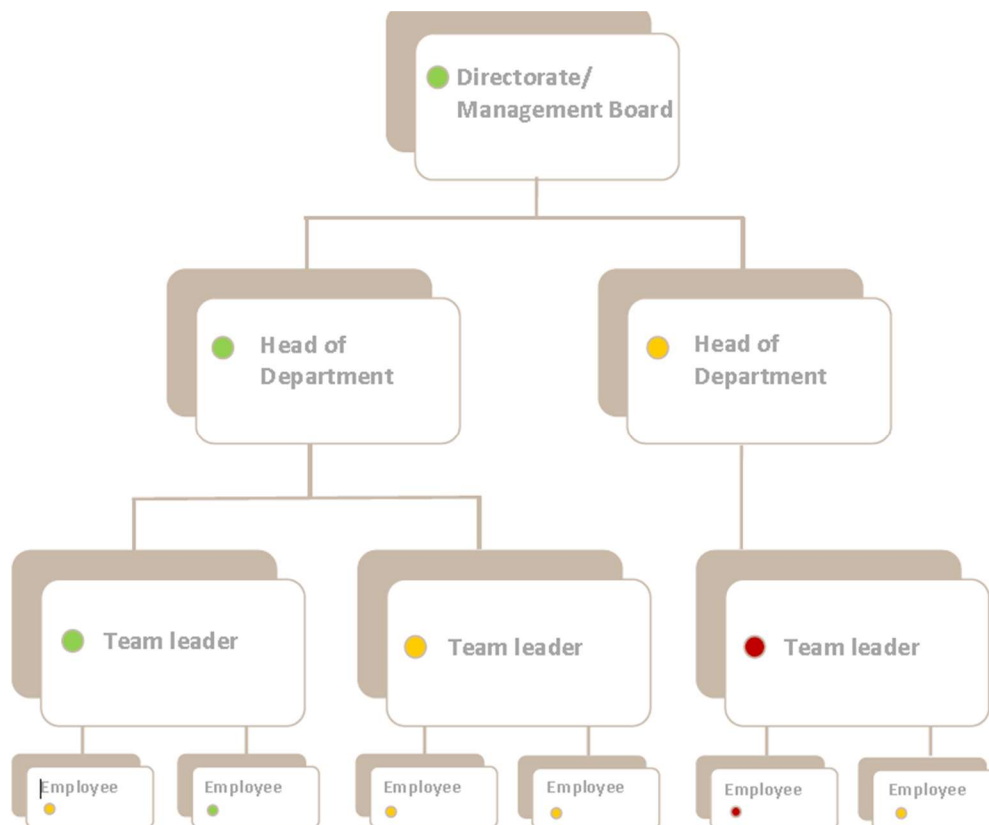 Directorate/
Management Board
Head of
Department
Head of
Department
Team leader
Team leader
Team leader
Employee
Employee
Employee
Employee
Employee
Employee